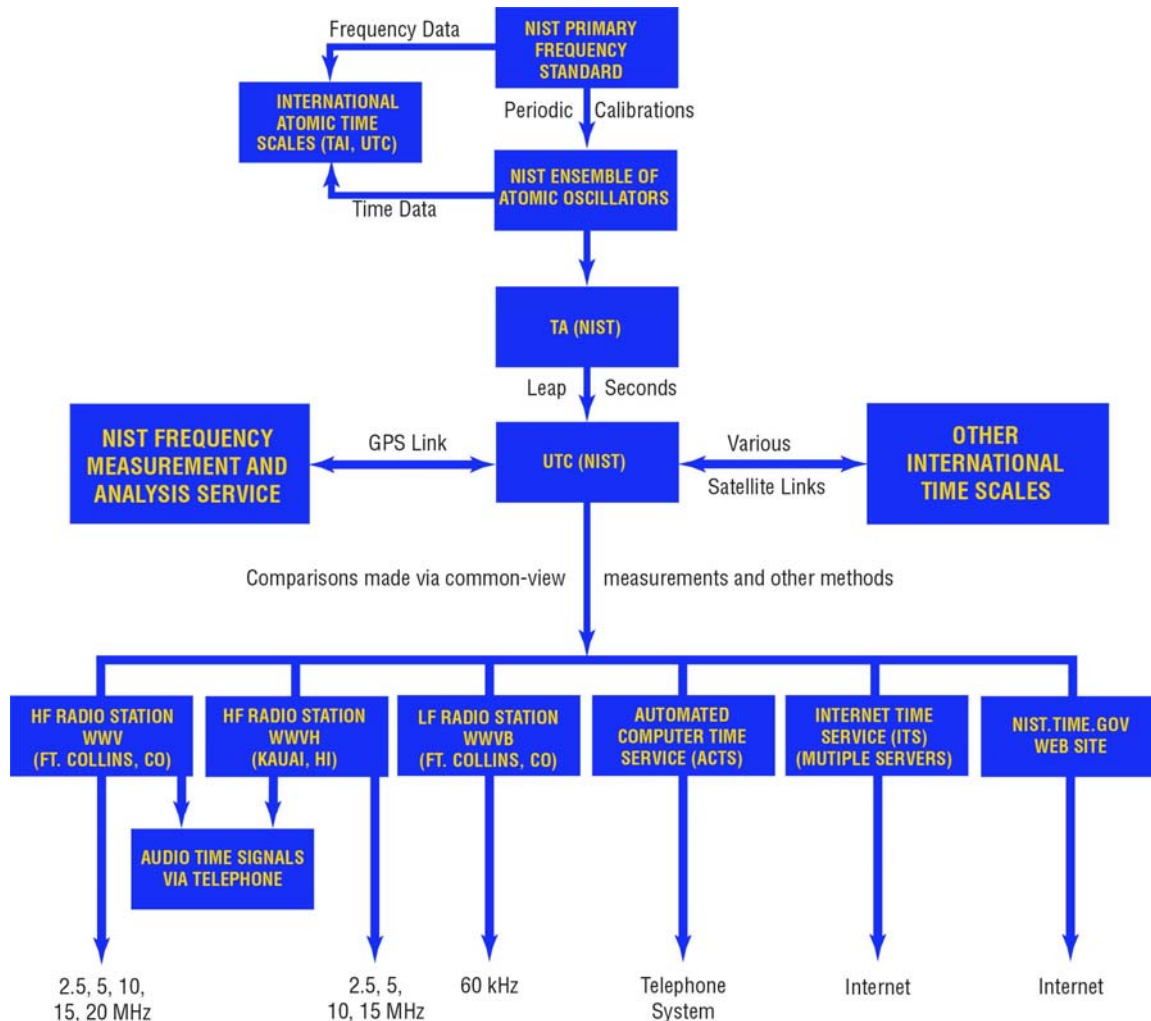 Frequency Data
NIST PRIMARY
FREQUENCY
STANDARD
INTERNATIONAL
ATOMIC TIME
SCALES (TAI, UTC)
Periodic Calibrations
NIST ENSEMBLE OF
ATOMIC OSCILLATORS
Time Data
TA (NIST)
Leap Seconds
NIST FREQUENCY
MEASUREMENT AND
ANALYSIS SERVICE
GPS Link
UTC (NIST)
Various
Satellite Links
OTHER
INTERNATIONAL
TIME SCALES
Comparisons made via common-view measurements and other methods
HF RADIO STATION
WWV
(FT. COLLINS, CO)
HF RADIO STATION
WWVH
(KAUAI, HI)
LF RADIO STATION
WWVB
(FT. COLLINS, CO)
AUTOMATED
COMPUTER TIME
SERVICE (ACTS)
INTERNET TIME
SERVICE (ITS)
(MUTIPLE SERVERS)
NIST.TIME.GOV
WEB SITE
AUDIO TIME SIGNALS
VIA TELEPHONE
2.5, 5, 10,
15, 20 MHz
2.5, 5,
10, 15 MHz
60 kHz
Telephone
System
Internet
Internet